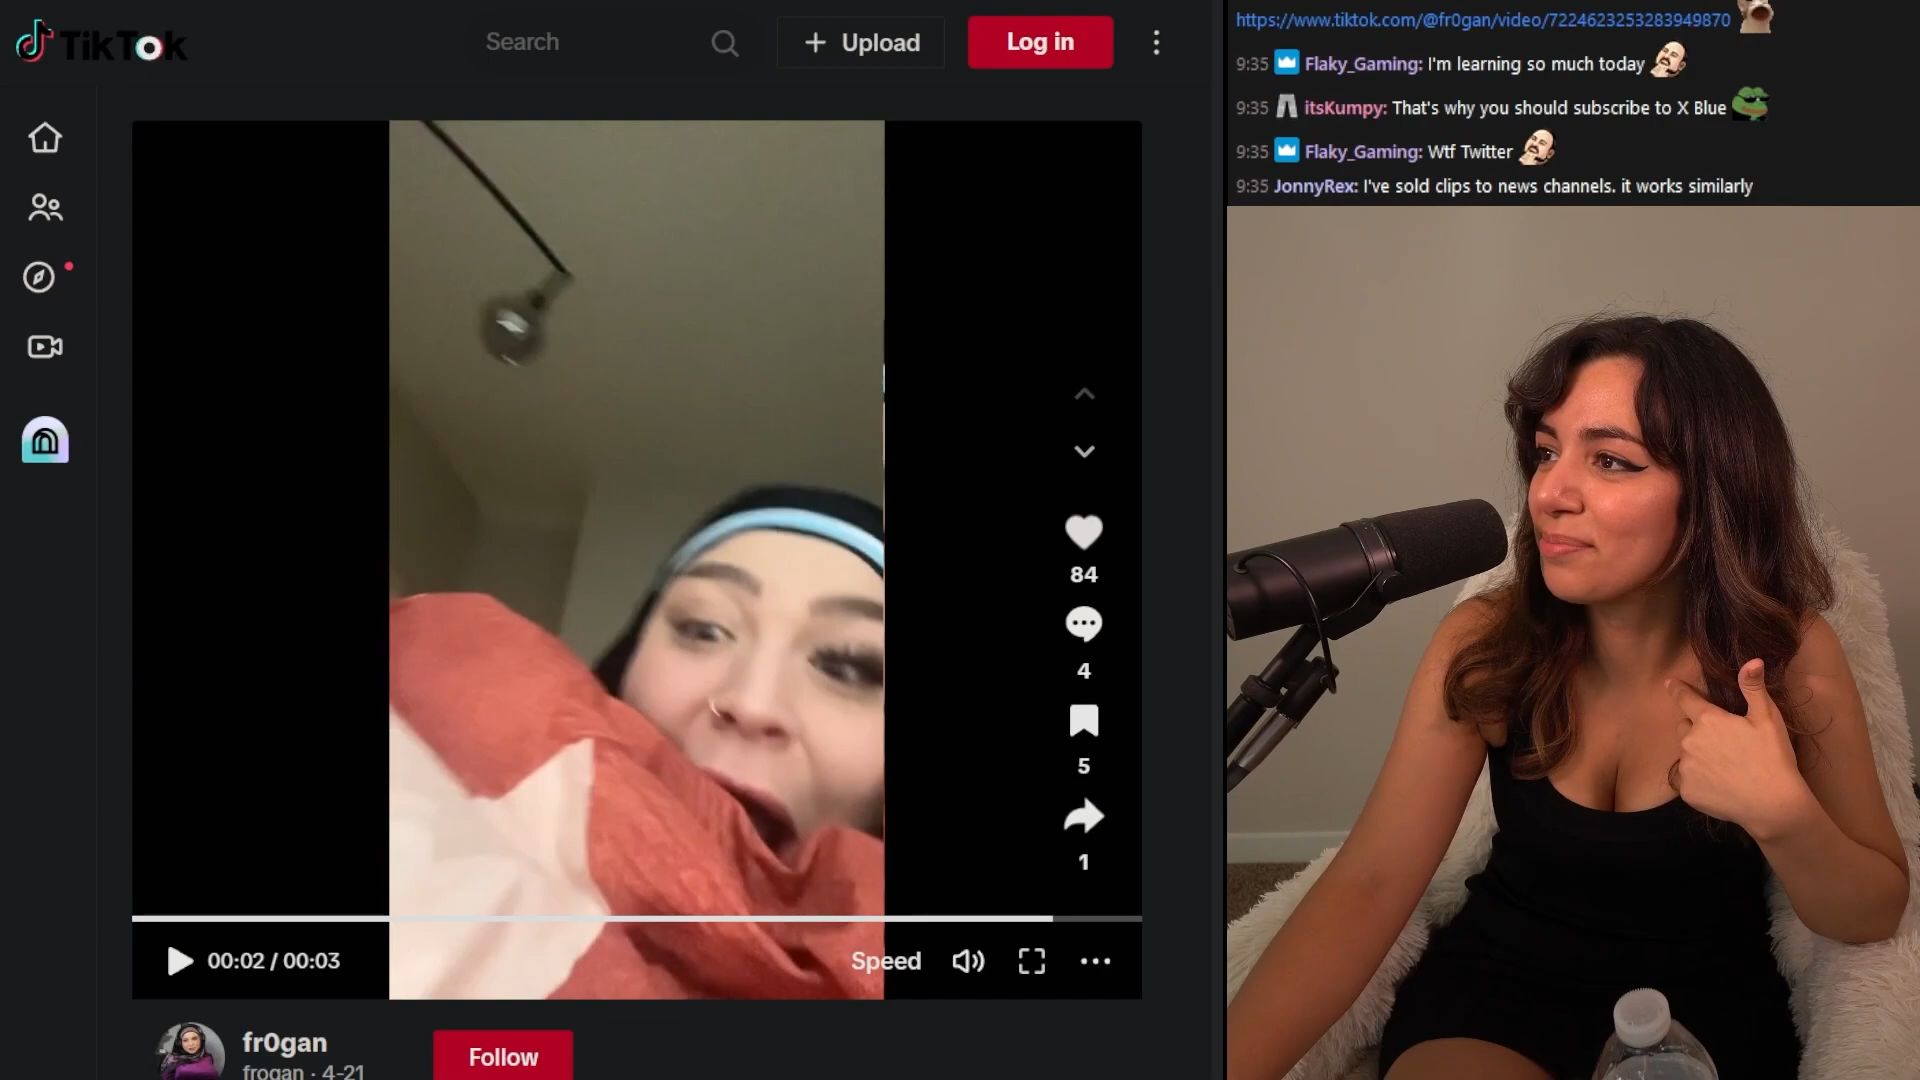 TikTok
Search
Upload
Log in
84
4
5
1
00:02 / 00:03
Speed
fr0gan
frogan · 4-21
Follow
https://www.tiktok.com/@fr0gan/video/7224623253283949870
9:35 Flaky_Gaming: I'm learning so much today
9:35 itsKumpy: That's why you should subscribe to X Blue
9:35 Flaky_Gaming: Wtf Twitter
9:35 JonnyRex: I've sold clips to news channels. it works similarly